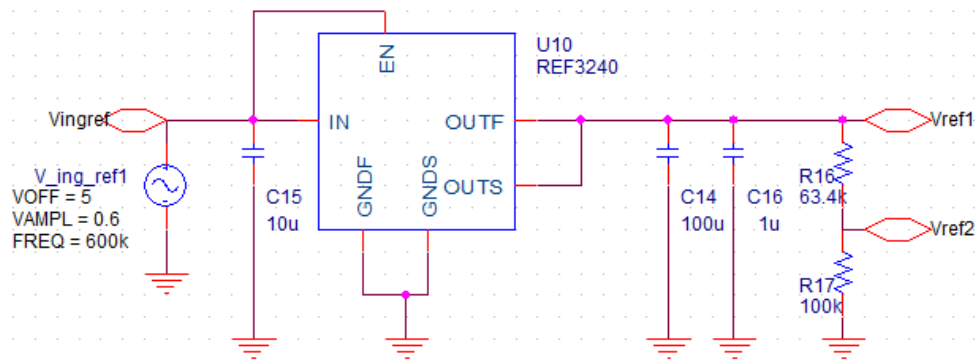 U10
REF3240
EN
Vingref
IN
OUTF
Vref1
V_ing_ref1
VOFF = 5
VAMPL = 0.6
FREQ = 600k
C15
10u
GNDF
GNDS
OUTS
C14
100u
C16
1u
R16
63.4k
Vref2
R17
100k